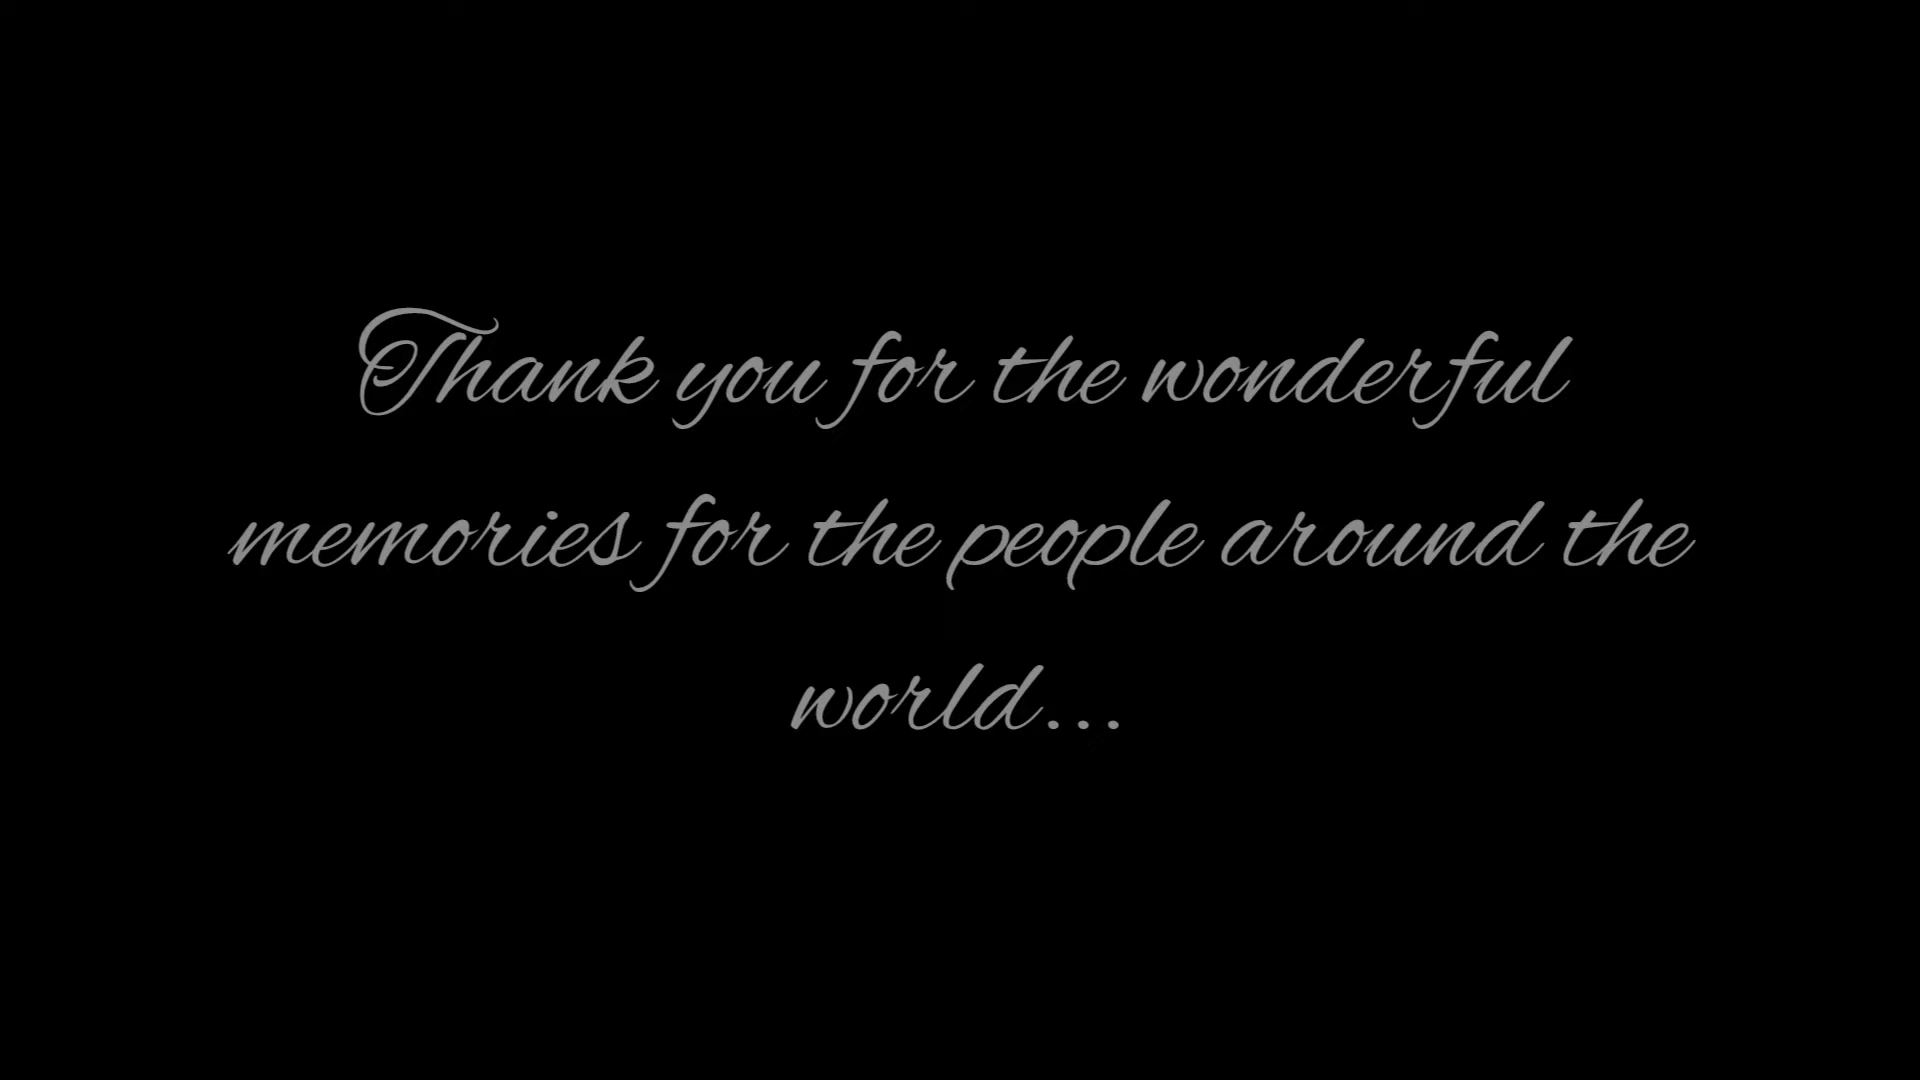 Thank you for the wonderful
memories for the people around the
world...